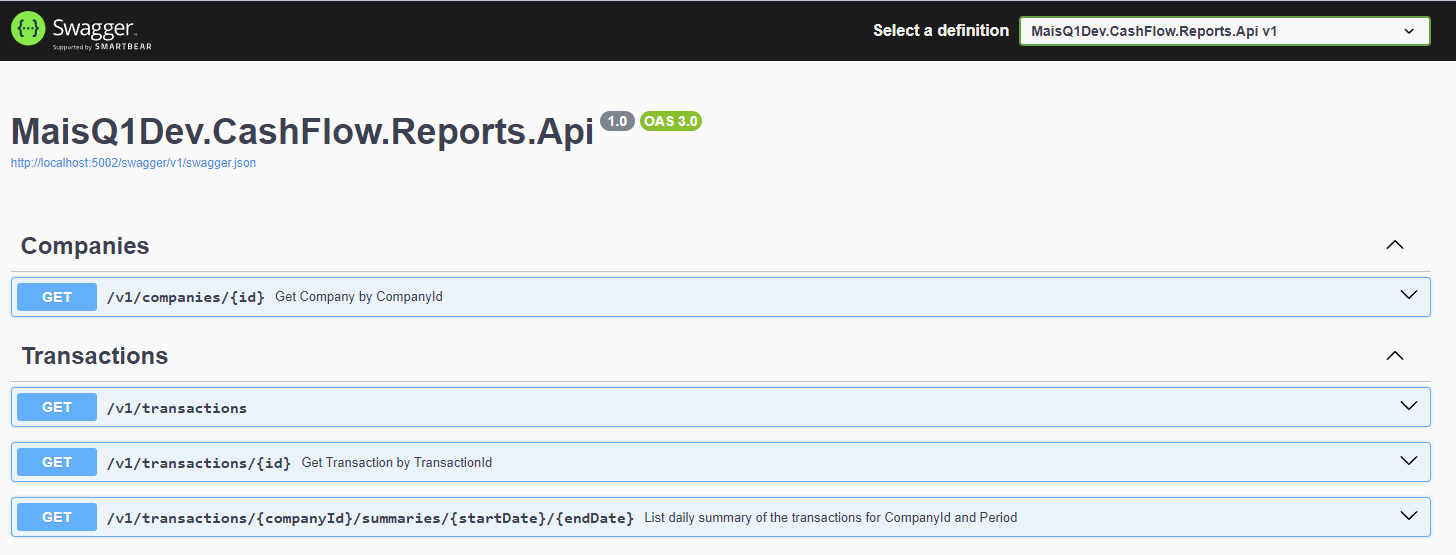 {··} Swagger. Select a definition MaisQ1Dev.CashFlow.Reports.Api v1
Supported by SMARTBEAR
MaisQ1Dev.CashFlow.Reports.Api 1.0 OAS 3.0
http://localhost:5002/swagger/v1/swagger.json
Companies
GET /v1/companies/{id} Get Company by CompanyId
Transactions
GET /v1/transactions
GET /v1/transactions/{id} Get Transaction by TransactionId
GET /v1/transactions/{companyId}/summaries/{startDate}/{endDate} List daily summary of the transactions for CompanyId and Period